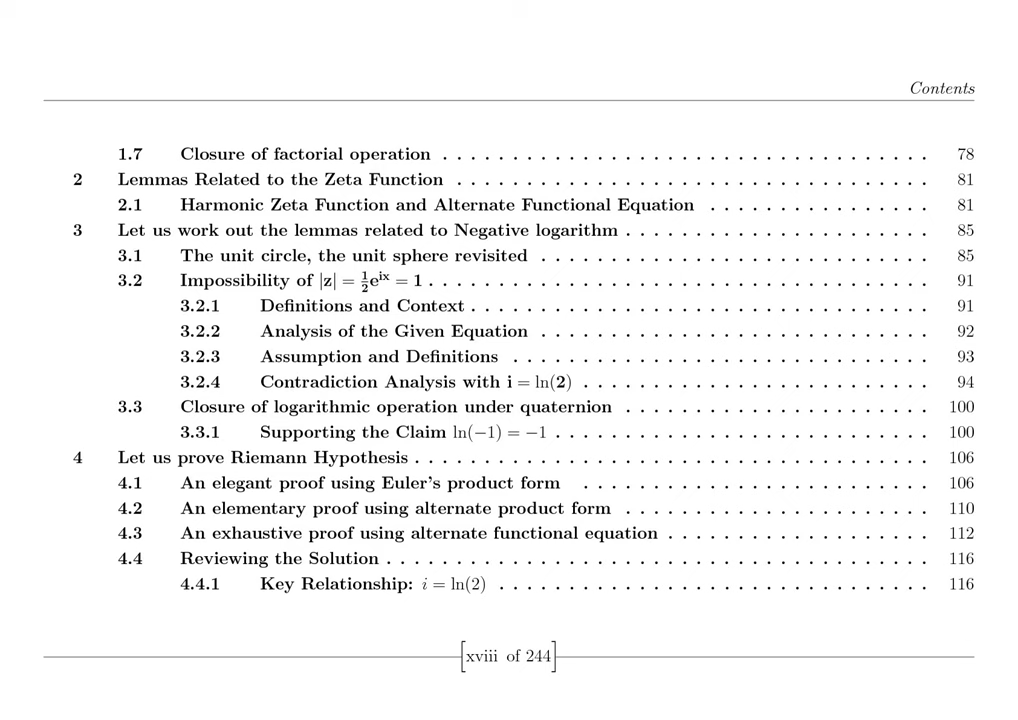 Contents
1.7 Closure of factorial operation . . . . . . . . . . . . . . . . . . . . . . . . . . . . . . . . . . . 78
2 Lemmas Related to the Zeta Function . . . . . . . . . . . . . . . . . . . . . . . . . . . . . . . . . . 81
2.1 Harmonic Zeta Function and Alternate Functional Equation . . . . . . . . . . . . . . . . 81
3 Let us work out the lemmas related to Negative logarithm . . . . . . . . . . . . . . . . . . . . . . 85
3.1 The unit circle, the unit sphere revisited . . . . . . . . . . . . . . . . . . . . . . . . . . . . 85
3.2 Impossibility of |z| = ½eⁱˣ = 1 . . . . . . . . . . . . . . . . . . . . . . . . . . . . . . . . . . . . 91
3.2.1 Definitions and Context . . . . . . . . . . . . . . . . . . . . . . . . . . . . . . . . . 91
3.2.2 Analysis of the Given Equation . . . . . . . . . . . . . . . . . . . . . . . . . . . . 92
3.2.3 Assumption and Definitions . . . . . . . . . . . . . . . . . . . . . . . . . . . . . . 93
3.2.4 Contradiction Analysis with i = ln(2) . . . . . . . . . . . . . . . . . . . . . . . . . 94
3.3 Closure of logarithmic operation under quaternion . . . . . . . . . . . . . . . . . . . . . . 100
3.3.1 Supporting the Claim ln(−1) = −1 . . . . . . . . . . . . . . . . . . . . . . . . . . . 100
4 Let us prove Riemann Hypothesis . . . . . . . . . . . . . . . . . . . . . . . . . . . . . . . . . . . . . 106
4.1 An elegant proof using Euler's product form . . . . . . . . . . . . . . . . . . . . . . . . . 106
4.2 An elementary proof using alternate product form . . . . . . . . . . . . . . . . . . . . . . 110
4.3 An exhaustive proof using alternate functional equation . . . . . . . . . . . . . . . . . . . 112
4.4 Reviewing the Solution . . . . . . . . . . . . . . . . . . . . . . . . . . . . . . . . . . . . . . . 116
4.4.1 Key Relationship: i = ln(2) . . . . . . . . . . . . . . . . . . . . . . . . . . . . . . . 116
[xviii of 244]